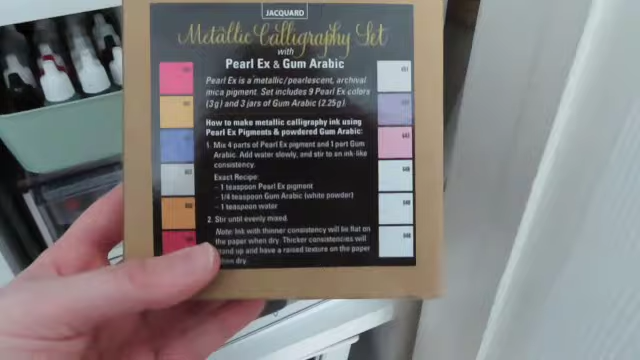 JACQUARD
Metallic Calligraphy Set
with
Pearl Ex & Gum Arabic
Pearl Ex is a metallic/pearlescent, archival
mica pigment. Set includes 9 Pearl Ex colors
(3g) and 3 jars of Gum Arabic (2.25g)
How to make metallic calligraphy ink using
Pearl Ex Pigments & powdered Gum Arabic:
1. Mix 4 parts of Pearl Ex pigment and 1 part Gum
Arabic. Add water slowly, and stir to an ink-like
consistency.
Exact Recipe:
– 1 teaspoon Pearl Ex pigment
– 1/4 teaspoon Gum Arabic (white powder)
– 1 teaspoon water
2. Stir until evenly mixed.
Note: Ink with thinner consistency will lie flat on
the paper when dry. Thicker consistencies will
stand up and have a raised texture on the paper
when dry.